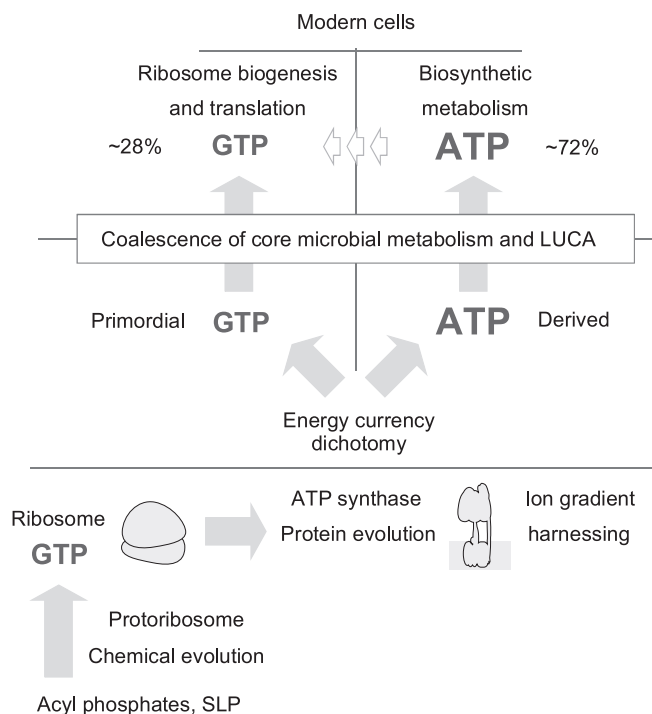 Modern cells
Ribosome biogenesis
and translation
Biosynthetic
metabolism
~28%
GTP
ATP
~72%
Coalescence of core microbial metabolism and LUCA
Primordial
GTP
ATP
Derived
Energy currency
dichotomy
Ribosome
GTP
ATP synthase
Protein evolution
Ion gradient
harnessing
Protoribosome
Chemical evolution
Acyl phosphates, SLP